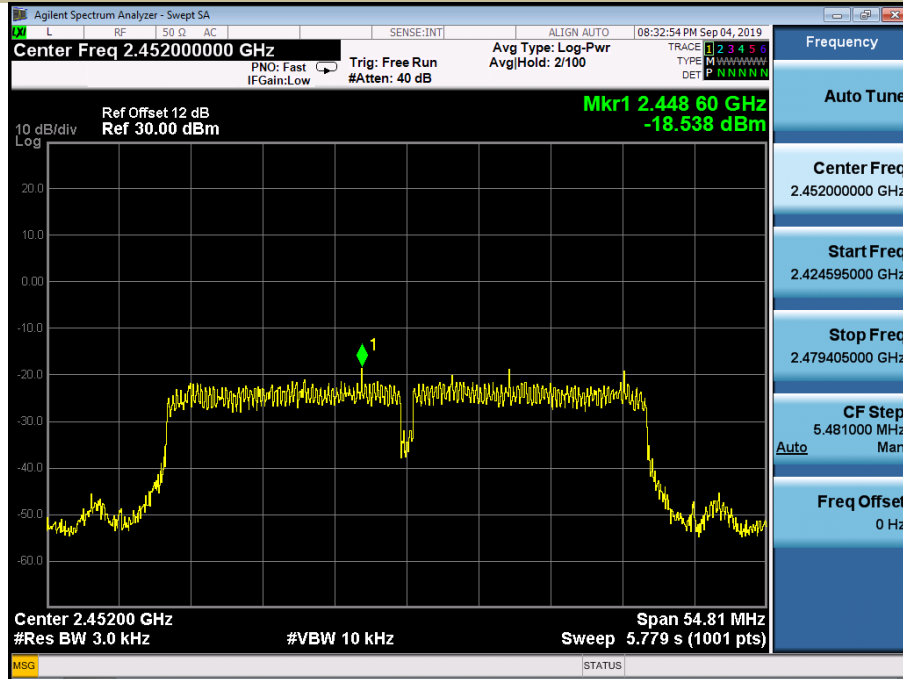 Agilent Spectrum Analyzer - Swept SA
LXI L RF 50 Ω AC SENSE:INT ALIGN AUTO 08:32:54 PM Sep 04, 2019
Center Freq 2.452000000 GHz
PNO: Fast
IFGain:Low
Trig: Free Run
#Atten: 40 dB
Avg Type: Log-Pwr
Avg|Hold: 2/100
TRACE 1 2 3 4 5 6
TYPE M W W W W W
DET P N N N N N
Mkr1 2.448 60 GHz
-18.538 dBm
Ref Offset 12 dB
10 dB/div Ref 30.00 dBm
Log
20.0
10.0
0.00
-10.0
-20.0
-30.0
-40.0
-50.0
-60.0
1
Center 2.45200 GHz Span 54.81 MHz
#Res BW 3.0 kHz #VBW 10 kHz Sweep 5.779 s (1001 pts)
MSG STATUS
Frequency
Auto Tune
Center Freq
2.452000000 GHz
Start Freq
2.424595000 GHz
Stop Freq
2.479405000 GHz
CF Step
5.481000 MHz
Auto Man
Freq Offset
0 Hz